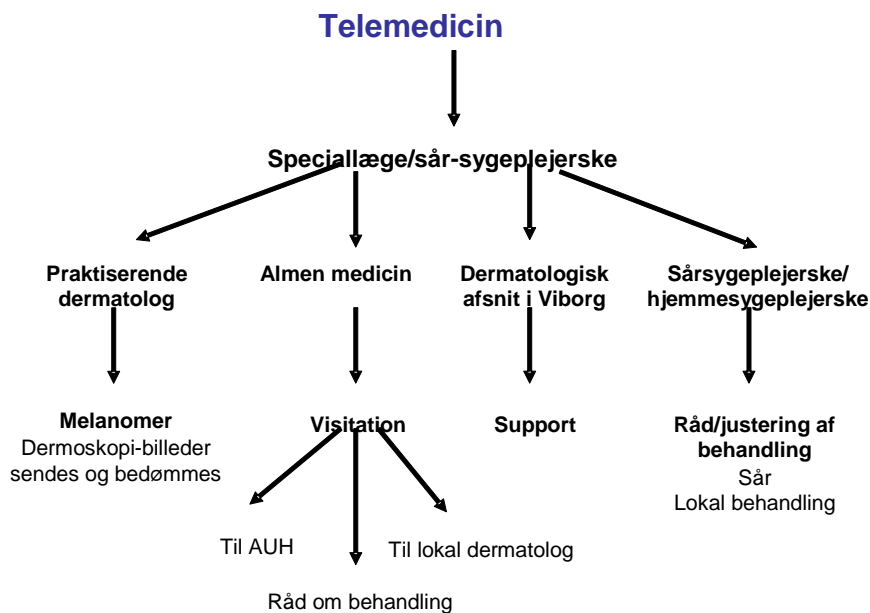 Telemedicin
Speciallæge/sår-sygeplejerske
Praktiserende
dermatolog
Almen medicin
Dermatologisk
afsnit i Viborg
Sårsygeplejerske/
hjemmesygeplejerske
Melanomer
Dermoskopi-billeder
sendes og bedømmes
Visitation
Support
Råd/justering af
behandling
Sår
Lokal behandling
Til AUH
Til lokal dermatolog
Råd om behandling